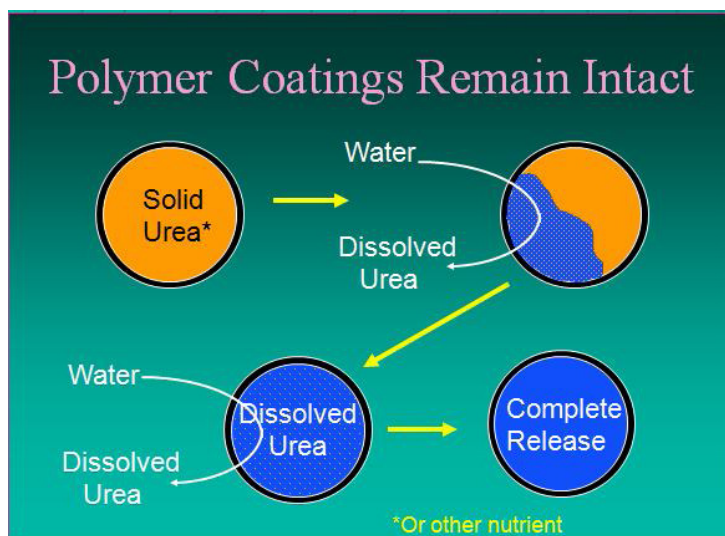 Polymer Coatings Remain Intact
Solid
Urea*
Water
Dissolved
Urea
Water
Dissolved
Urea
Dissolved
Urea
Complete
Release
*Or other nutrient